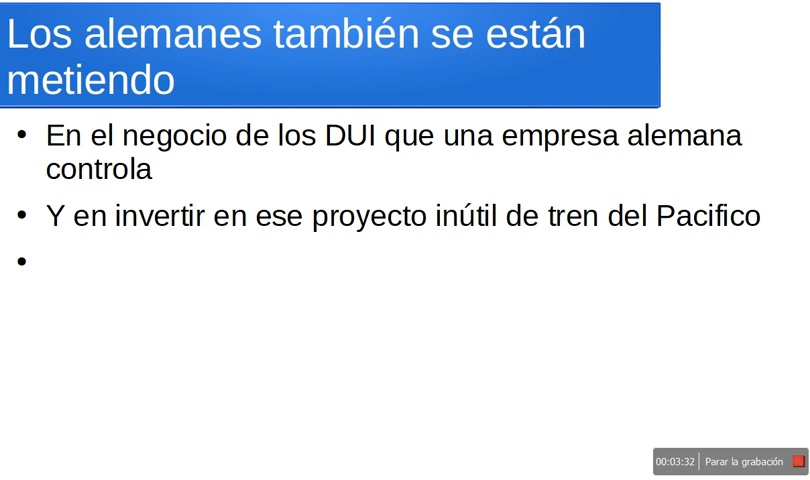 Los alemanes también se están
metiendo
• En el negocio de los DUI que una empresa alemana
controla
• Y en invertir en ese proyecto inútil de tren del Pacifico
•
00:03:32 Parar la grabación